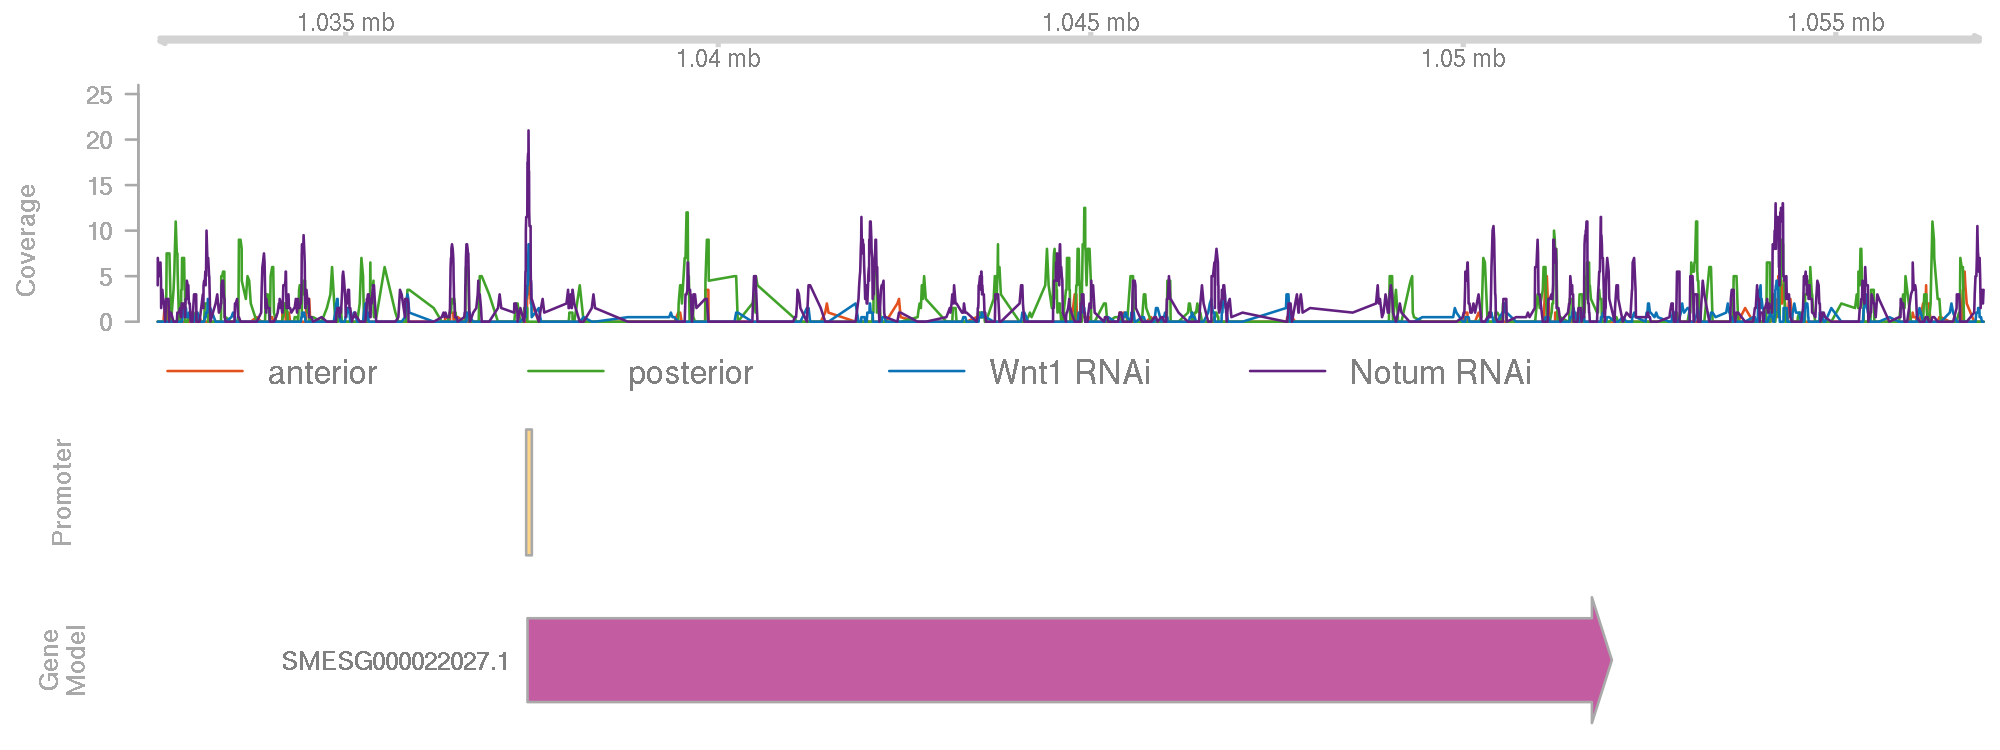 1.035 mb
1.045 mb
1.055 mb
1.04 mb
1.05 mb
25
20
15
10
5
0
Coverage
anterior
posterior
Wnt1 RNAi
Notum RNAi
Promoter
Gene
Model
SMESG000022027.1